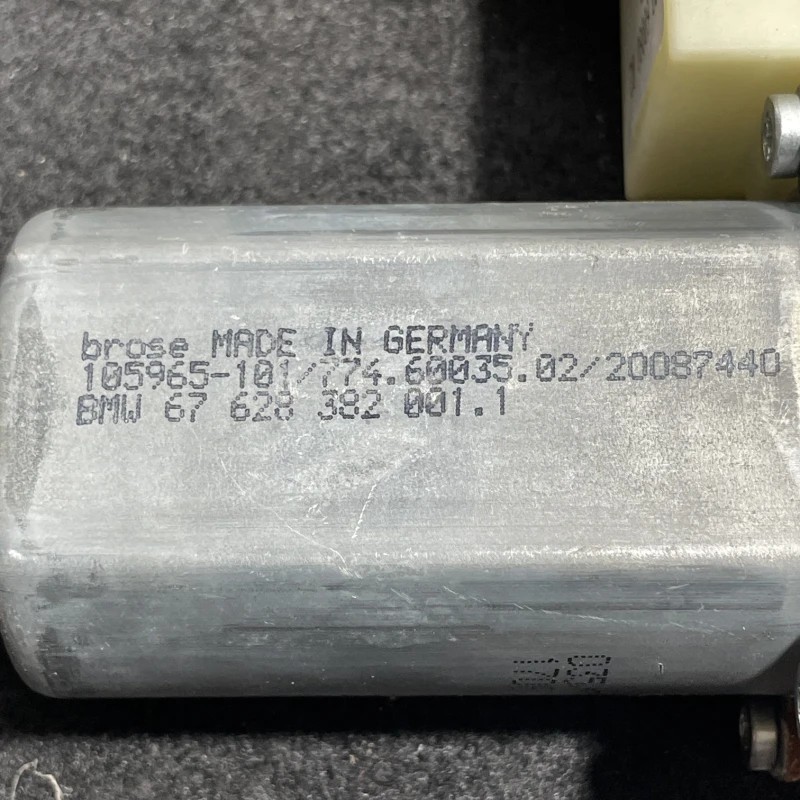 brose MADE IN GERMANY
105965-101/774.60035.02/20087440
BMW 67 628 382 001.1